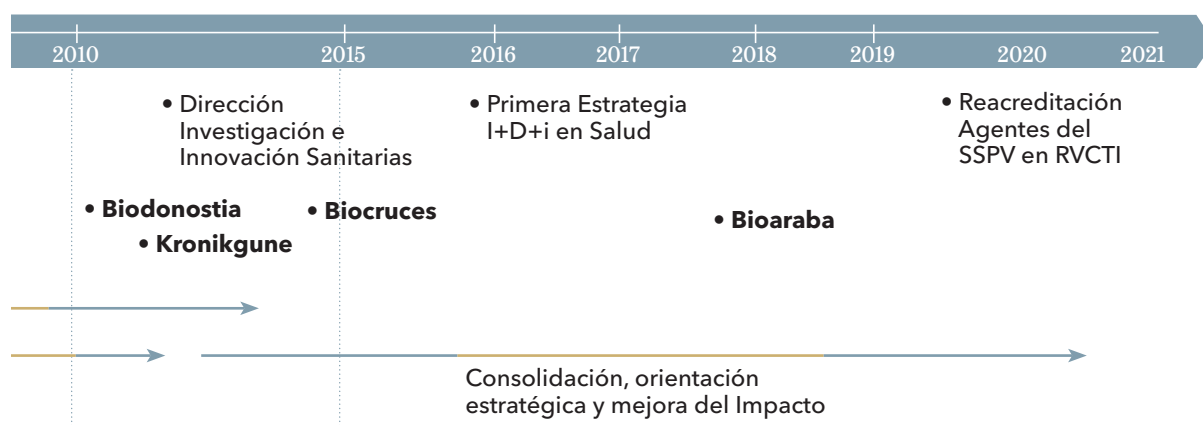 2010 2015 2016 2017 2018 2019 2020 2021
• Dirección
Investigación e
Innovación Sanitarias
• Primera Estrategia
I+D+i en Salud
• Reacreditación
Agentes del
SSPV en RVCTI
• Biodonostia
• Kronikgune
• Biocruces
• Bioaraba
Consolidación, orientación
estratégica y mejora del Impacto